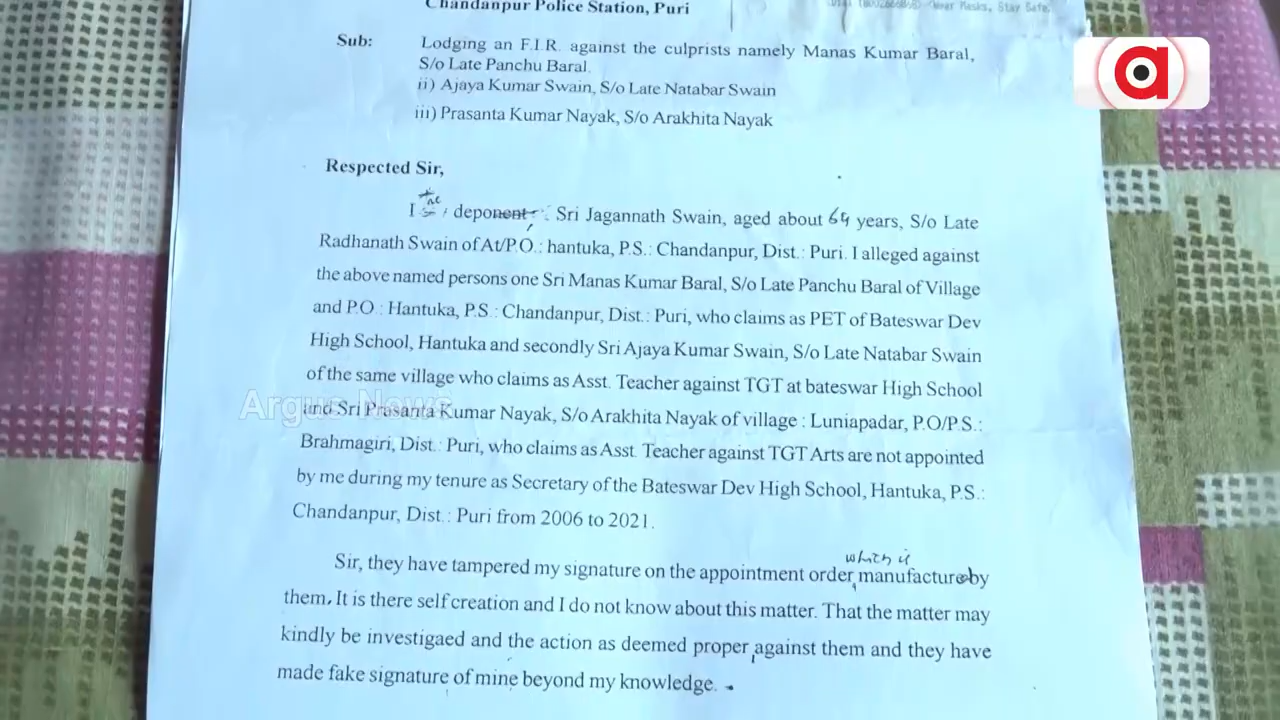 Chandanpur Police Station, Puri
Wear Masks, Stay Safe
a
Sub: Lodging an F.I.R. against the culprists namely Manas Kumar Baral,
S/o Late Panchu Baral.
ii) Ajaya Kumar Swain, S/o Late Natabar Swain
iii) Prasanta Kumar Nayak, S/o Arakhita Nayak
Respected Sir,
the
I deponent Sri Jagannath Swain, aged about 64 years, S/o Late
Radhanath Swain of At/P.O.: hantuka, P.S.: Chandanpur, Dist.: Puri. I alleged against
the above named persons one Sri Manas Kumar Baral, S/o Late Panchu Baral of Village
and P.O.: Hantuka, P.S.: Chandanpur, Dist.: Puri, who claims as PET of Bateswar Dev
High School, Hantuka and secondly Sri Ajaya Kumar Swain, S/o Late Natabar Swain
of the same village who claims as Asst. Teacher against TGT at bateswar High School
Argus News
and Sri Prasanta Kumar Nayak, S/o Arakhita Nayak of village : Luniapadar, P.O/P.S.:
Brahmagiri, Dist.: Puri, who claims as Asst. Teacher against TGT Arts are not appointed
by me during my tenure as Secretary of the Bateswar Dev High School, Hantuka, P.S.:
Chandanpur, Dist.: Puri from 2006 to 2021.
which is
Sir, they have tampered my signature on the appointment order manufacture by
them. It is there self creation and I do not know about this matter. That the matter may
kindly be investigaed and the action as deemed proper, against them and they have
made fake signature of mine beyond my knowledge.